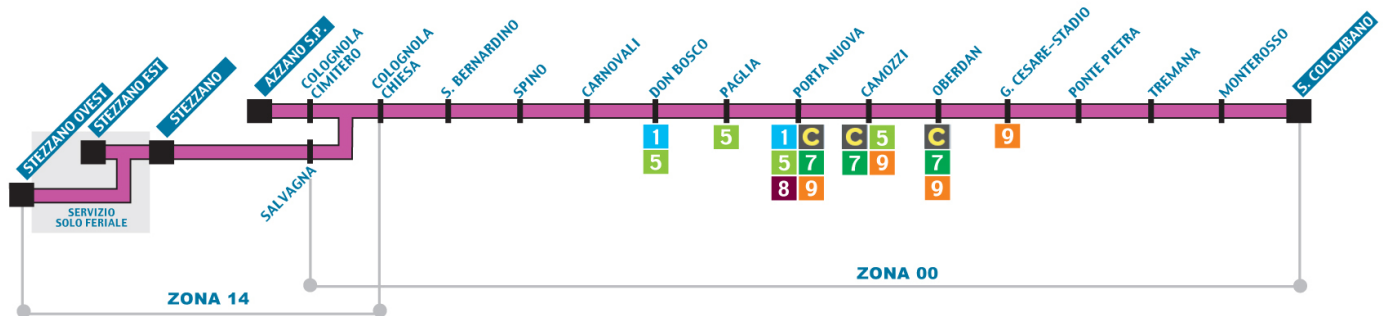 STEZZANO OVEST
STEZZANO EST
STEZZANO
AZZANO S.P.
COLOGNOLA
CIMITERO
COLOGNOLA
CHIESA
S. BERNARDINO
SPINO
CARNOVALI
DON BOSCO
PAGLIA
PORTA NUOVA
CAMOZZI
OBERDAN
G. CESARE-STADIO
PONTE PIETRA
TREMANA
MONTEROSSO
S. COLOMBANO
1
5
5
1 C
5 7
8 9
C 5
7 9
C
7
9
9
SALVAGNA
SERVIZIO
SOLO FERIALE
ZONA 00
ZONA 14